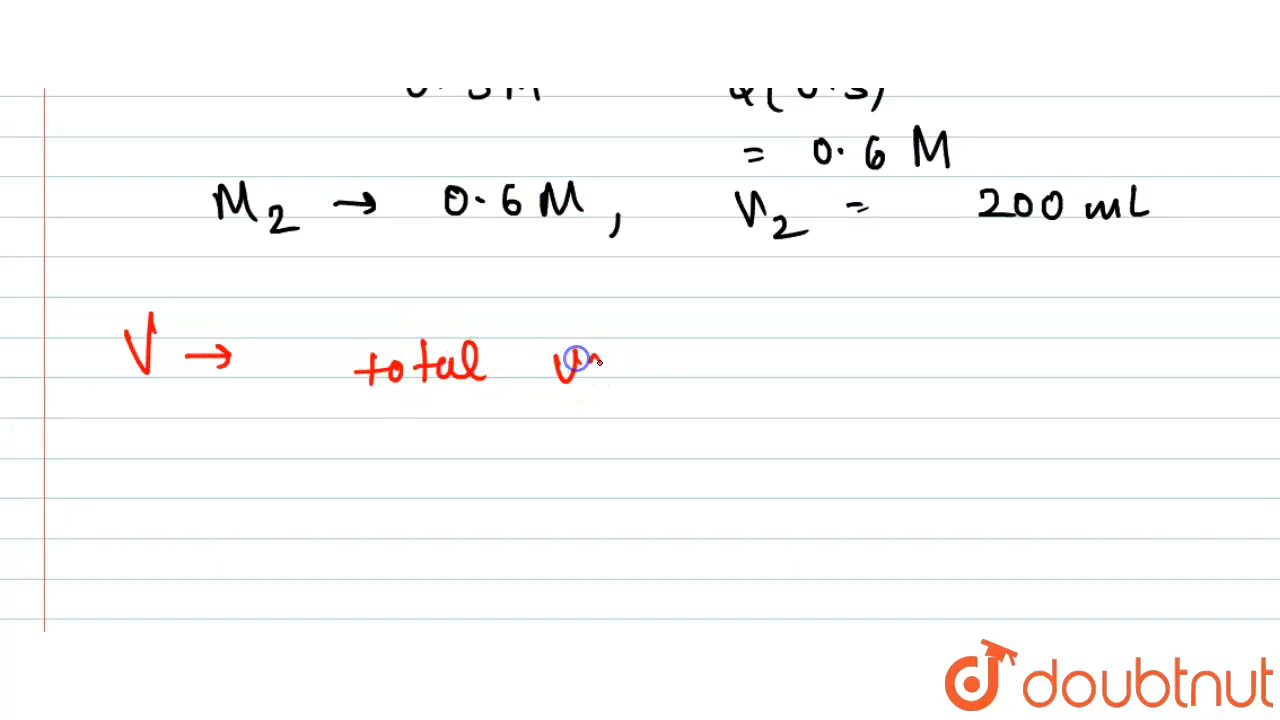 = 0.6 M
M2 → 0.6 M, V2 = 200 mL
V → total
doubtnut